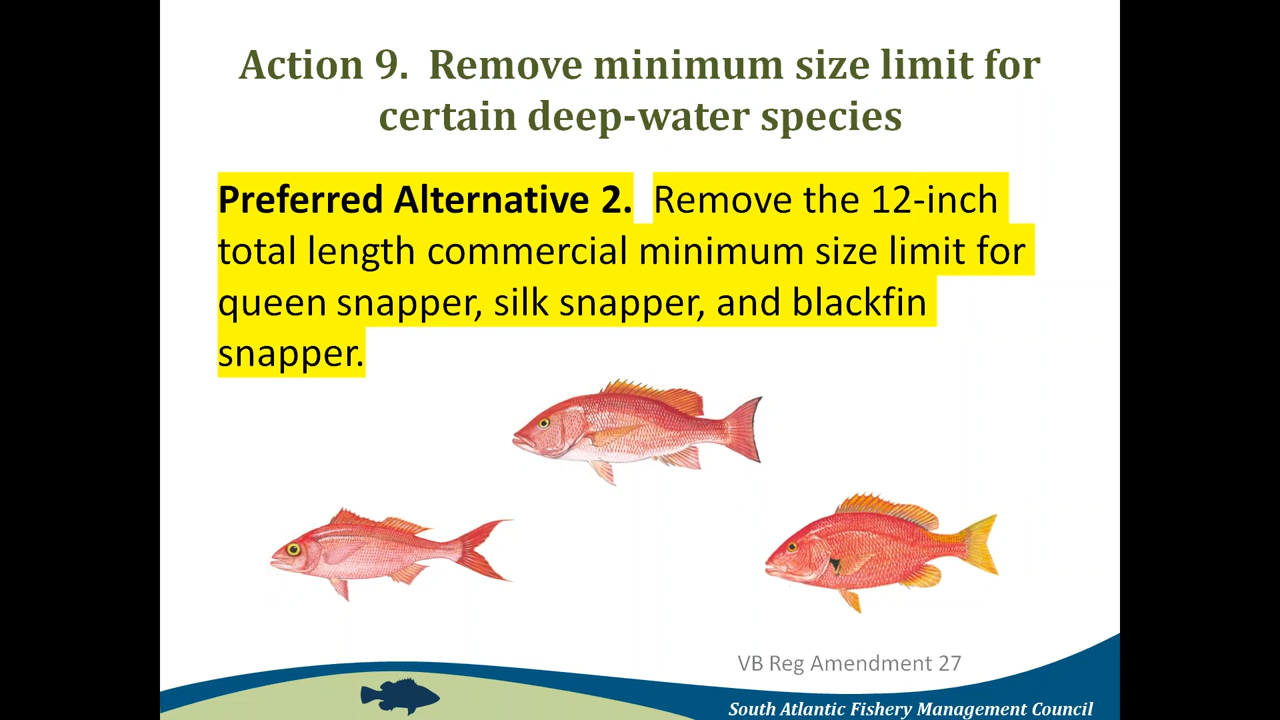 Action 9.  Remove minimum size limit for
certain deep-water species
Preferred Alternative 2.  Remove the 12-inch
total length commercial minimum size limit for
queen snapper, silk snapper, and blackfin
snapper.
VB Reg Amendment 27
South Atlantic Fishery Management Council